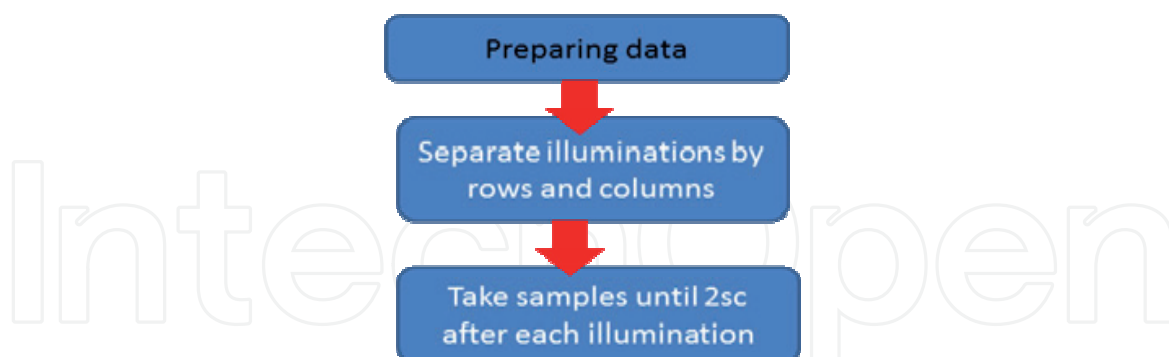 Preparing data
Separate illuminations by
rows and columns
IntechOpen
Take samples until 2sc
after each illumination